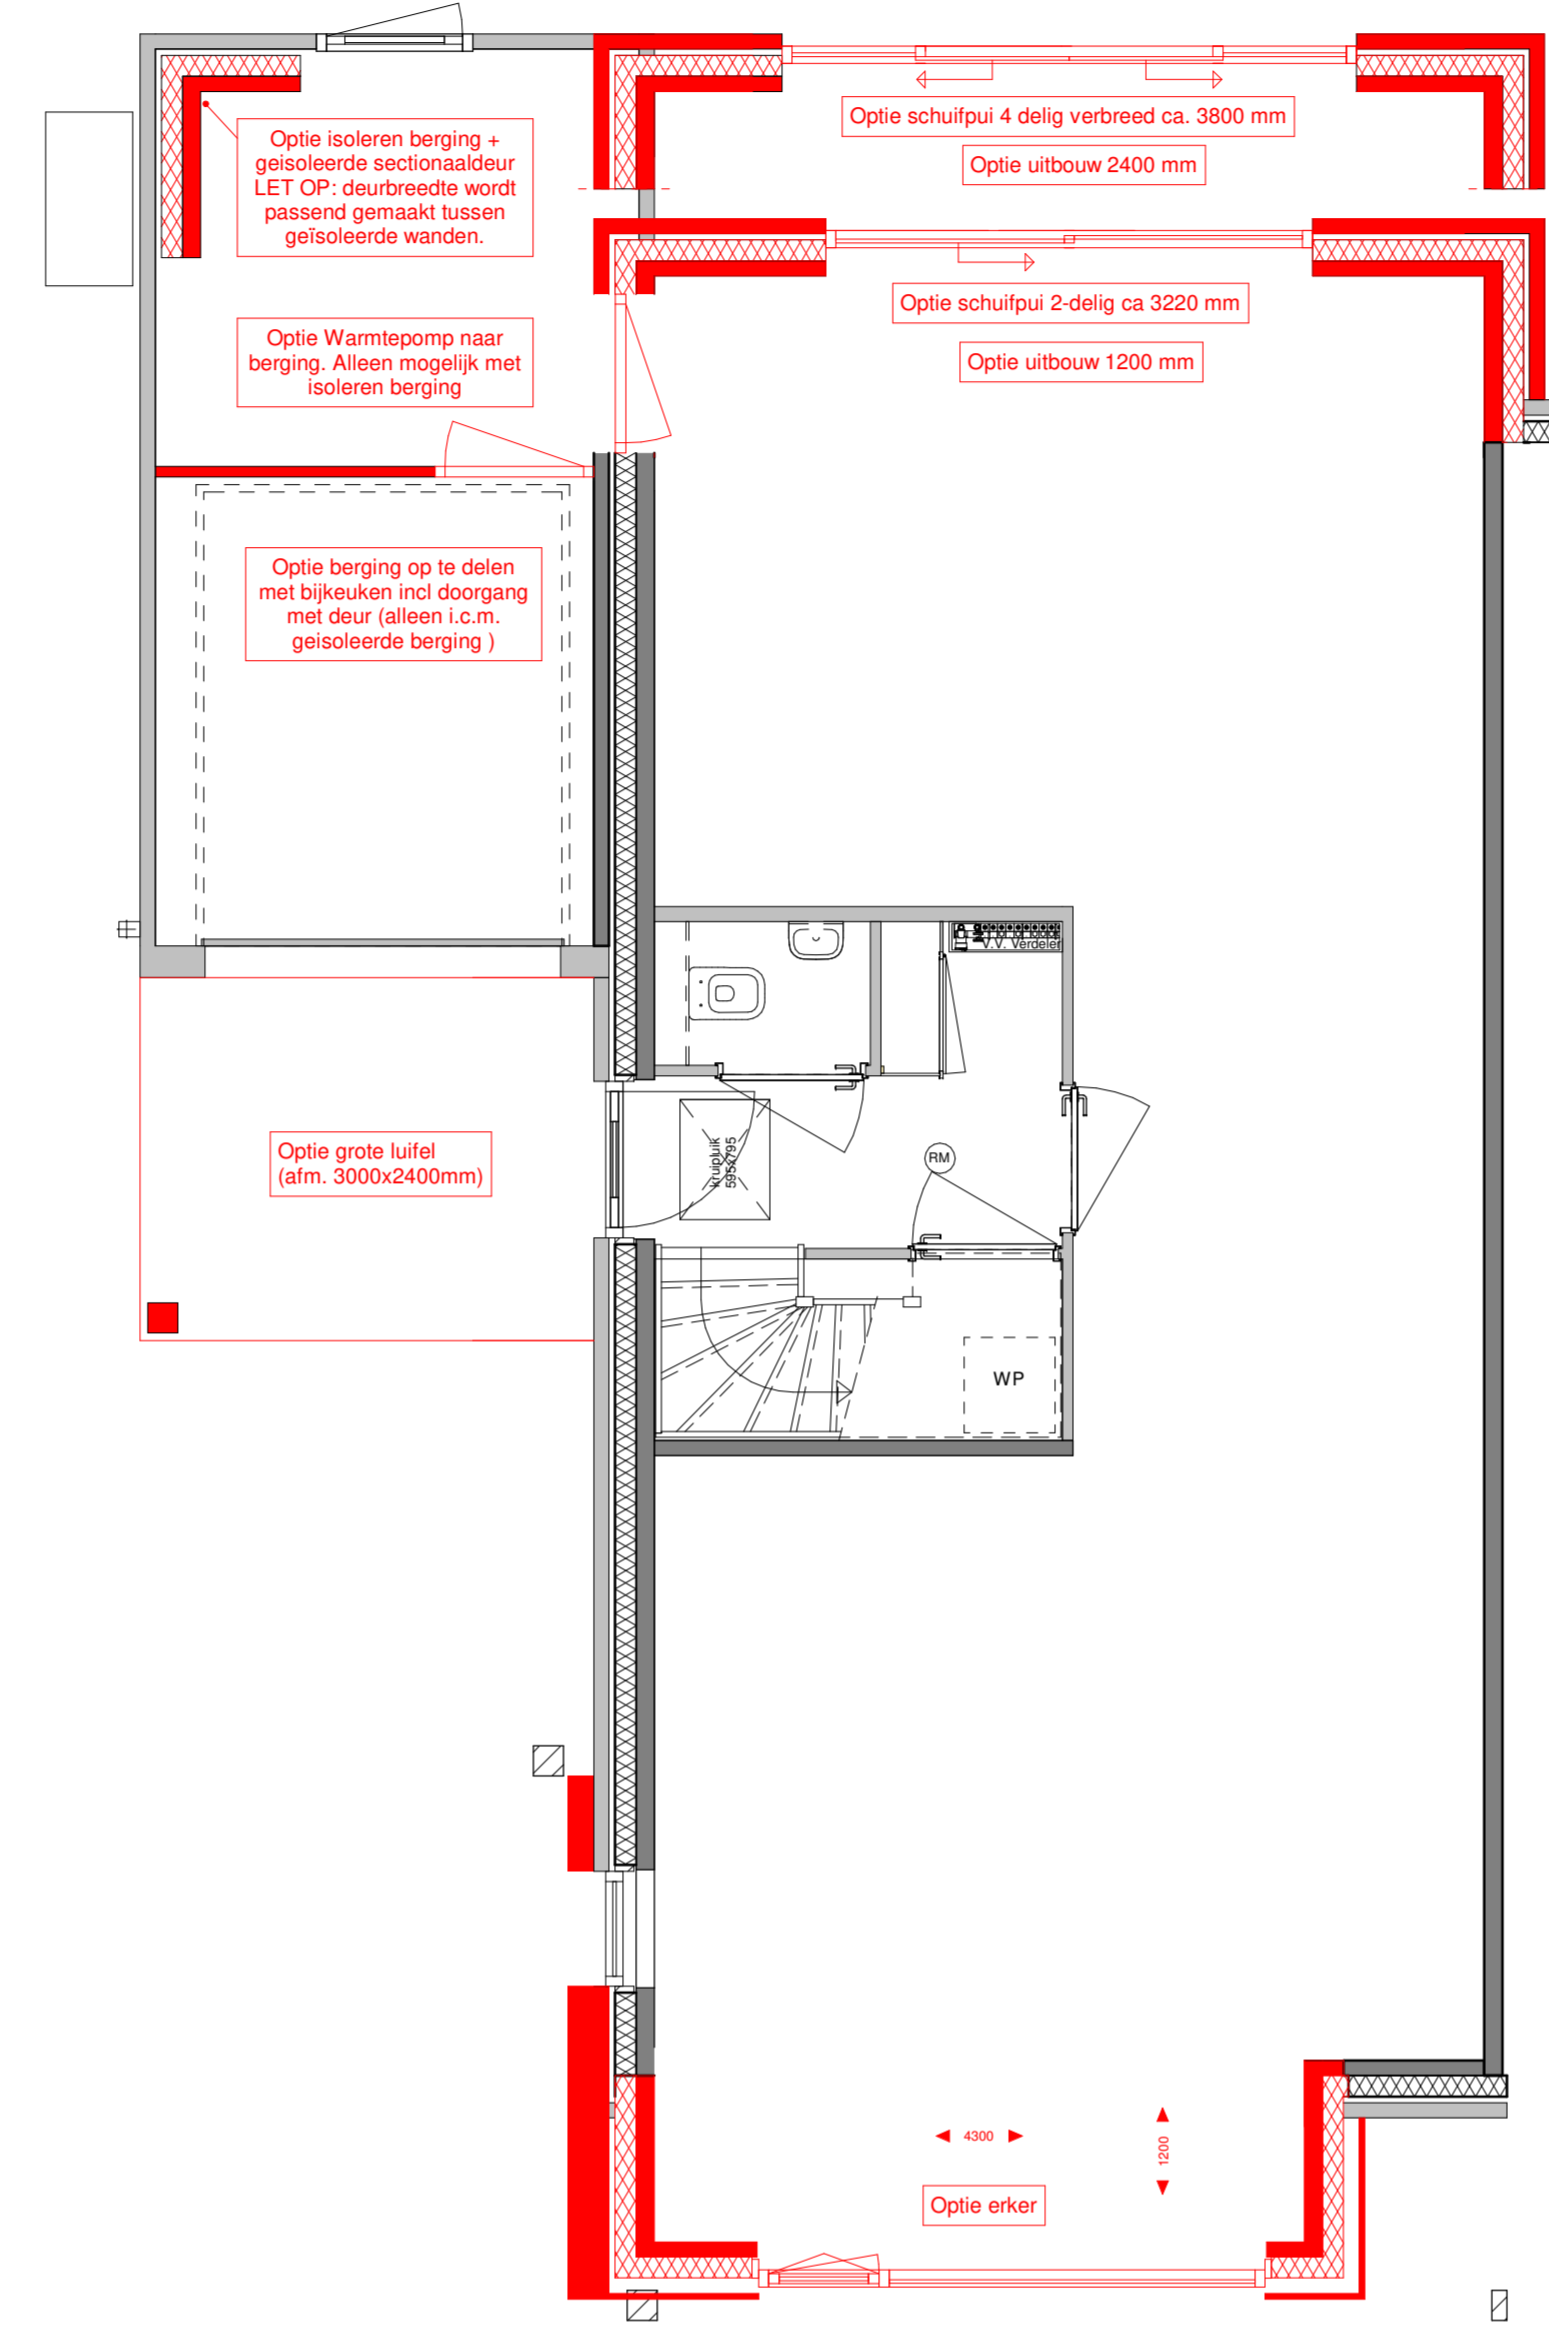 Optie schuifpui 4 delig verbreed ca. 3800 mm
Optie uitbouw 2400 mm
Optie isoleren berging +
geisoleerde sectionaaldeur
LET OP: deurbreedte wordt
passend gemaakt tussen
geïsoleerde wanden.
Optie schuifpui 2-delig ca 3220 mm
Optie uitbouw 1200 mm
Optie Warmtepomp naar
berging. Alleen mogelijk met
isoleren berging
Optie berging op te delen
met bijkeuken incl doorgang
met deur (alleen i.c.m.
geisoleerde berging )
V.V. Verdeler
Optie grote luifel
(afm. 3000x2400mm)
kruipluik
595x795
RM
WP
4300
1200
Optie erker